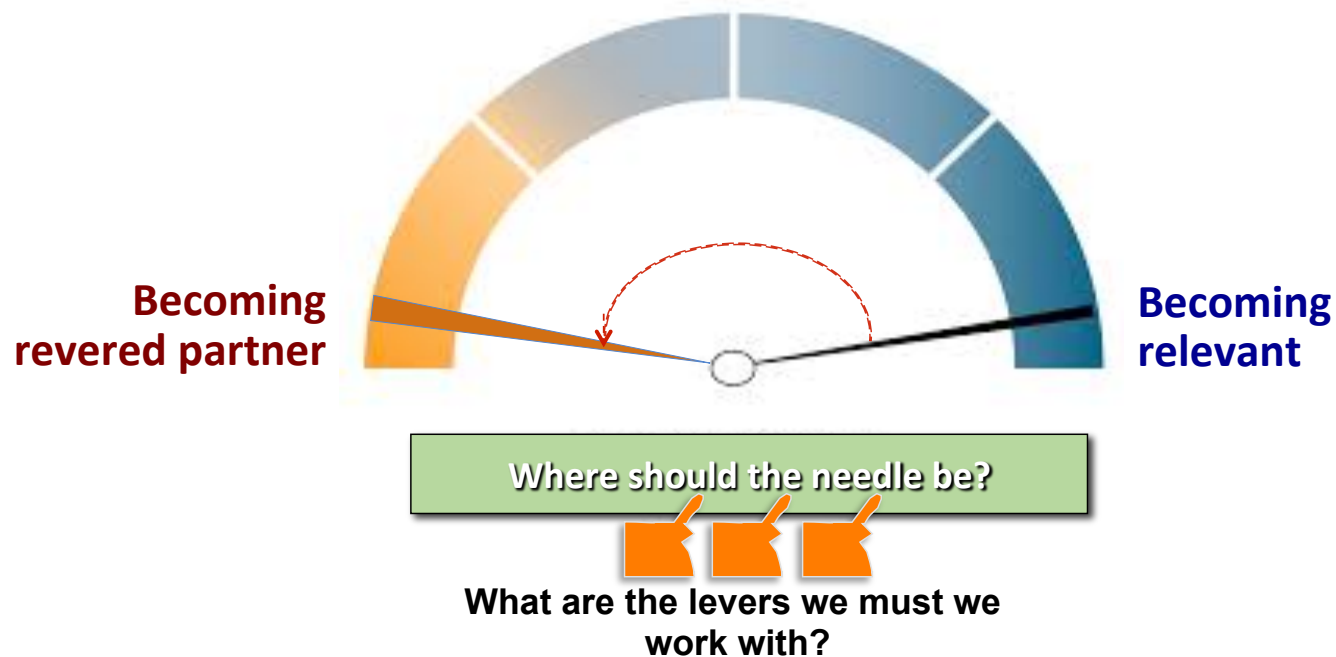 Becoming
revered partner
Becoming
relevant
Where should the needle be?
What are the levers we must we
work with?